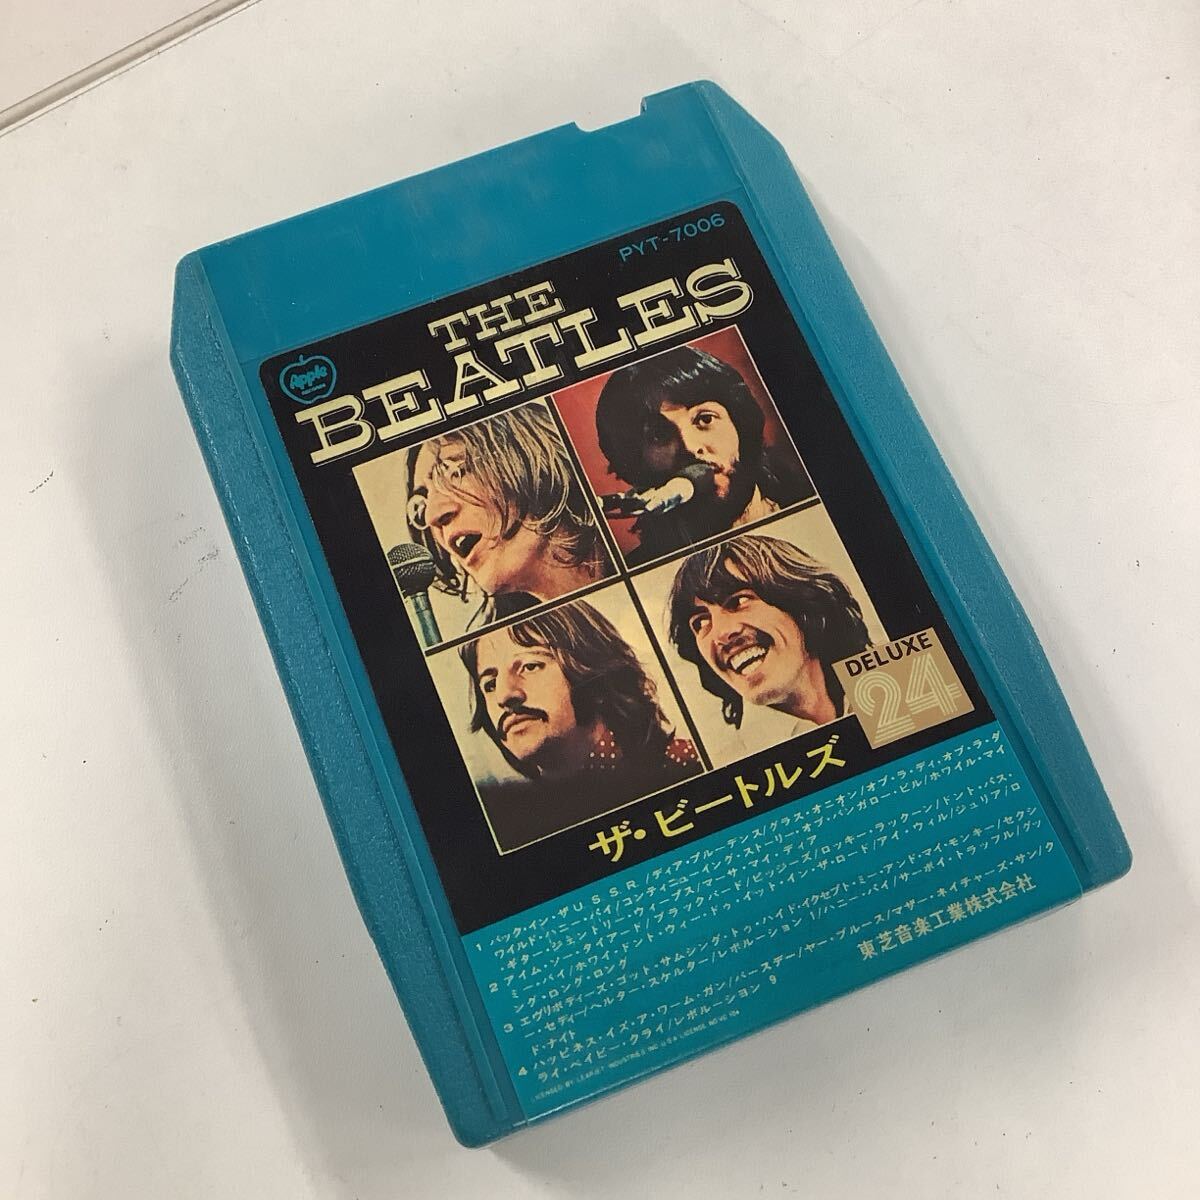 PYT-7006
Apple
RECORDS
THE
BEATLES
DELUXE
24
ザ・ビートルズ
1 バック・イン・ザU.S.S.R./ディア・プルーデンス/グラス・オニオン/オブ・ラ・ディ・オブ・ラ・ダ
ワイルド・ハニー・パイ/コンティニューイング・ストーリー・オブ・バンガロー・ビル/ホワイル・マイ
・ギター・ジェントリー・ウィープス/マーサ・マイ・ディア
2 アイム・ソー・タイアード/ブラックバード/ピッジーズ/ロッキー・ラックーン/ドント・パス・
ミー・バイ/ホワイ・ドント・ウィー・ドゥ・イット・イン・ザ・ロード/アイ・ウィル/ジュリア/ロ
ング・ロング・ロング
3 エヴリボディーズ・ゴット・サムシング・トゥ・ハイド・イクセプト・ミー・アンド・マイ・モンキー/セクシ
ー・セディー/ヘルター・スケルター/レボルーション 1/ハニー・パイ/サーボイ・トラッフル/グッ
ド・ナイト
4 ハッピネス・イズ・ア・ワーム・ガン/バースデー/ヤー・ブルース/マザー・ネイチャーズ・サン/ク
ライ・ベイビー・クライ/レボルーション 9
東芝音楽工業株式会社
LICENSED BY LEARJET INDUSTRIES INC. U.S.A. LICENSE NO.